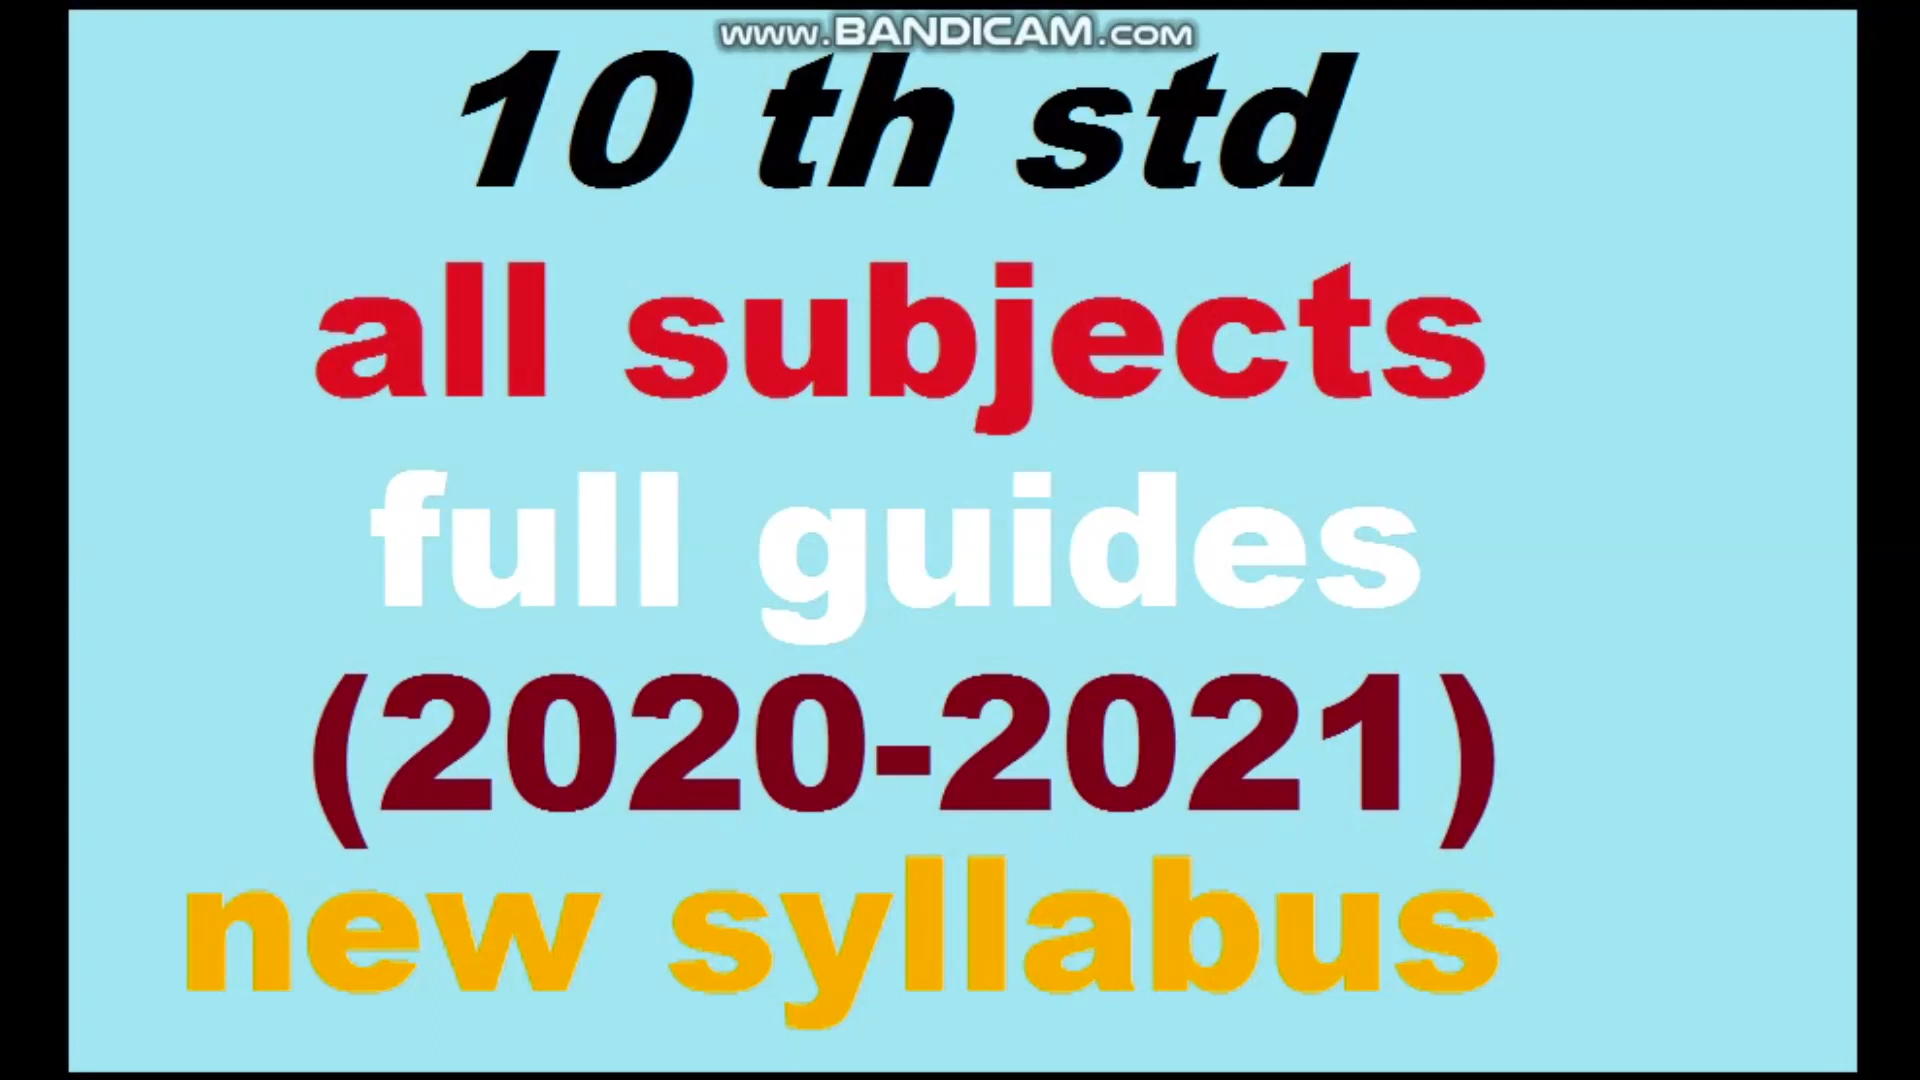 www.BANDICAM.com
10 th std
all subjects
full guides
(2020-2021)
new syllabus